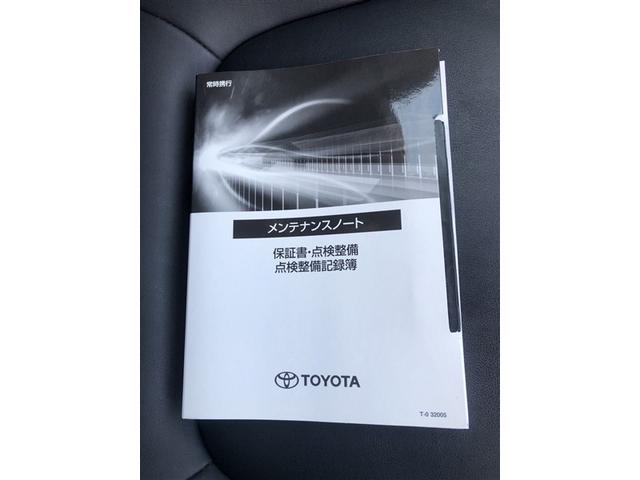 常時携行
メンテナンスノート
保証書・点検整備
点検整備記録簿
TOYOTA
T-0 32005